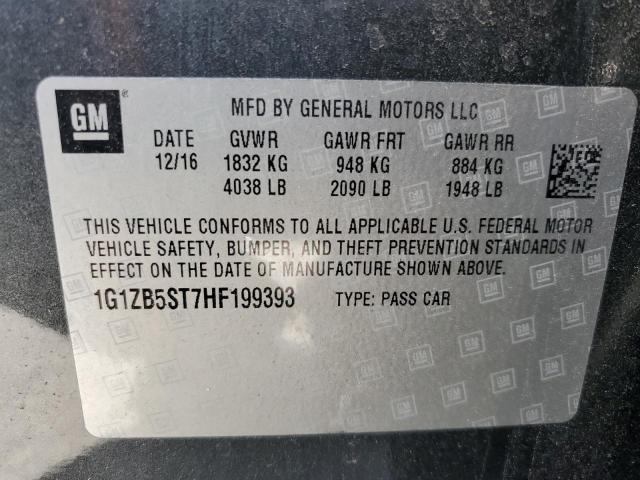 GM ®
MFD BY GENERAL MOTORS LLC
DATE GVWR GAWR FRT GAWR RR
12/16 1832 KG 948 KG 884 KG
4038 LB 2090 LB 1948 LB
THIS VEHICLE CONFORMS TO ALL APPLICABLE U.S. FEDERAL MOTOR
VEHICLE SAFETY, BUMPER, AND THEFT PREVENTION STANDARDS IN
EFFECT ON THE DATE OF MANUFACTURE SHOWN ABOVE.
1G1ZB5ST7HF199393 TYPE: PASS CAR